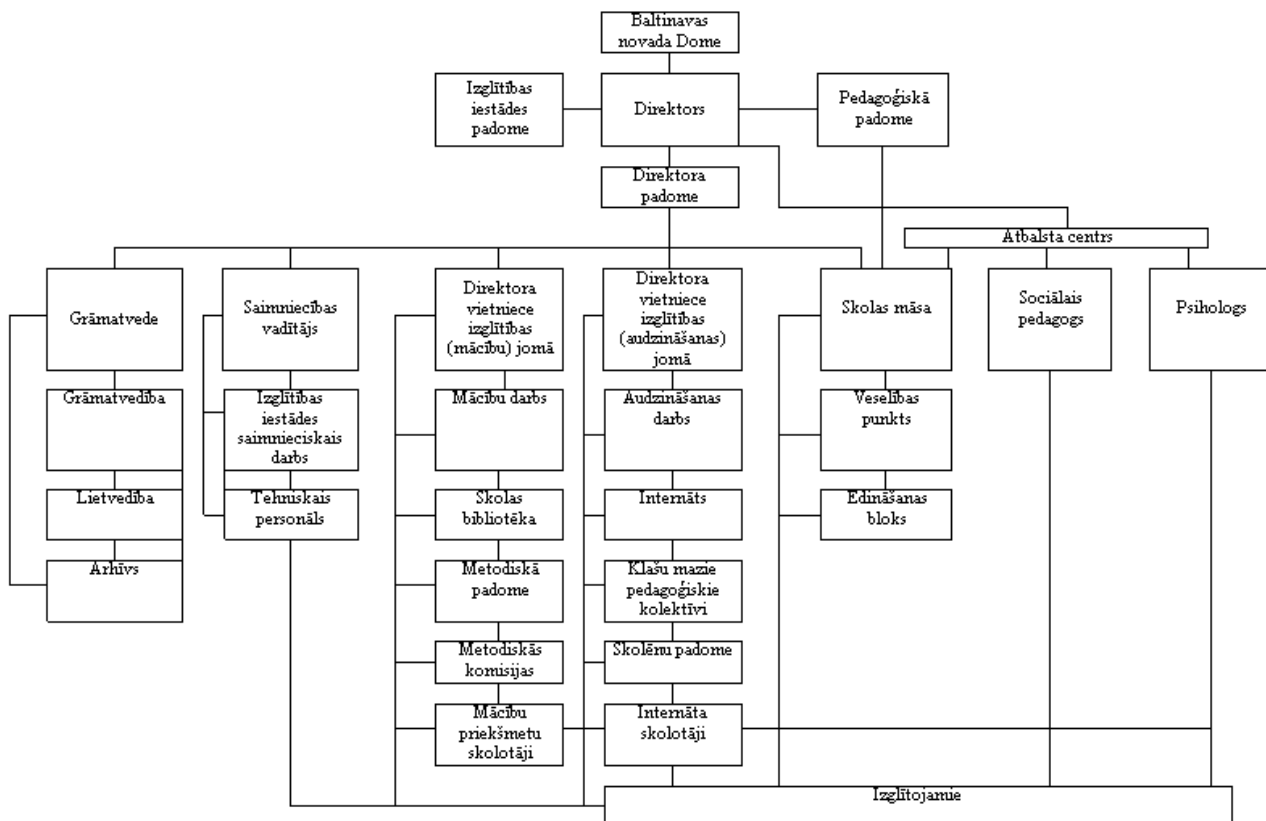 Baltinavas
novada Dome
Izglītības
iestādes
padome
Direktors
Pedagoģiskā
padome
Direktora
padome
Atbalsta centrs
Grāmatvede
Saimniecības
vadītājs
Direktora
vietniece
izglītības
(mācību) jomā
Direktora
vietniece
izglītības
(audzināšanas)
jomā
Skolas māsa
Sociālais
pedagogs
Psihologs
Grāmatvedība
Izglītības
iestādes
saimnieciskais
darbs
Mācību darbs
Audzināšanas
darbs
Veselības
punkts
Lietvedība
Tehniskais
personāls
Skolas
bibliotēka
Internāts
Edināšanas
bloks
Arhīvs
Metodiskā
padome
Klašu mazie
pedagoģiskie
kolektīvi
Metodiskās
komisijas
Skolēnu padome
Mācību
priekšmetu
skolotāji
Internāta
skolotāji
Izglītojamie